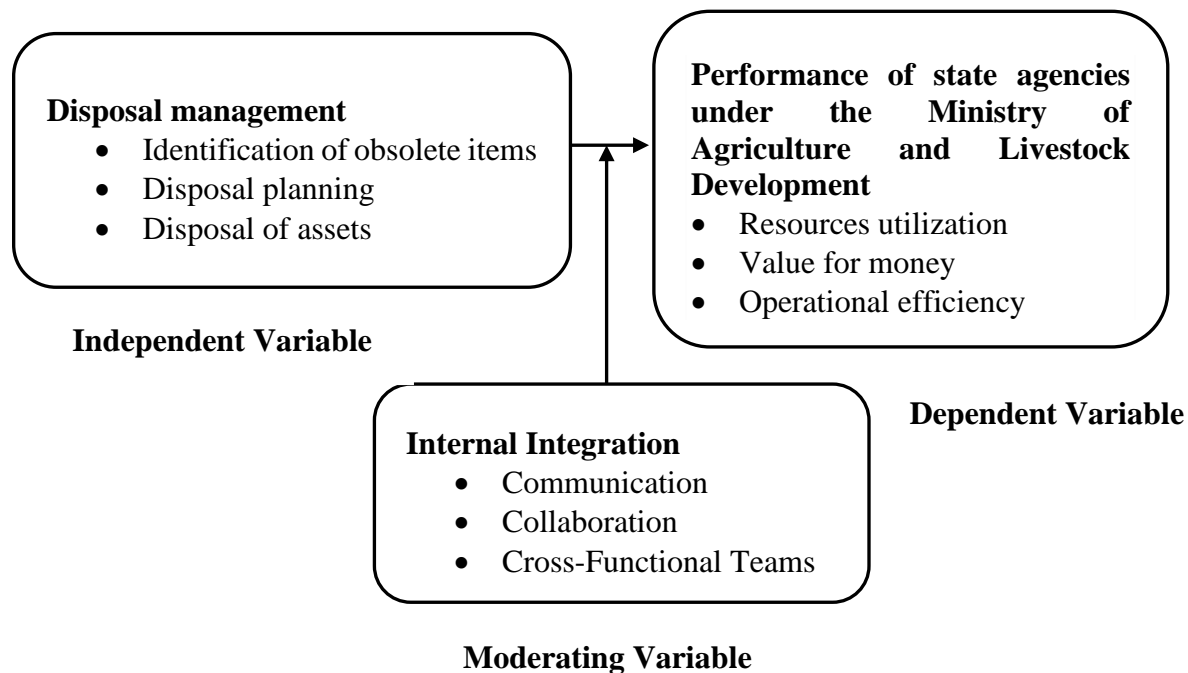 Disposal management
• Identification of obsolete items
• Disposal planning
• Disposal of assets
Independent Variable
Performance of state agencies
under the Ministry of
Agriculture and Livestock
Development
• Resources utilization
• Value for money
• Operational efficiency
Dependent Variable
Internal Integration
• Communication
• Collaboration
• Cross-Functional Teams
Moderating Variable